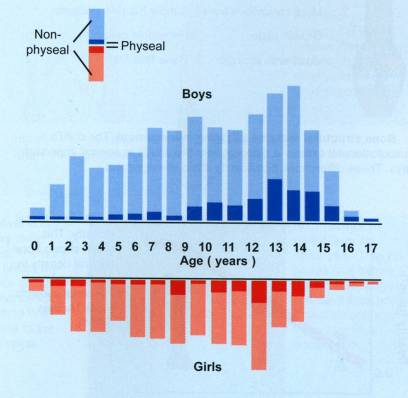 Non-
physeal
Physeal
Boys
0 1 2 3 4 5 6 7 8 9 10 11 12 13 14 15 16 17
Age ( years )
Girls